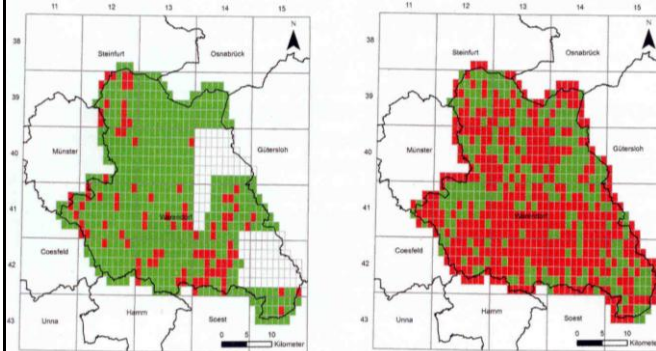 11 12 13 14 15
N
38
Steinfurt
Osnabrück
39
40
Münster
Gütersloh
41
Warendorf
Coesfeld
42
Unna
Hamm
Soest
43
0 5 10
Kilometer
11 12 13 14 15
N
38
Steinfurt
Osnabrück
39
40
Münster
Gütersloh
41
Warendorf
Coesfeld
42
Unna
Hamm
Soest
43
0 5 10
Kilometer